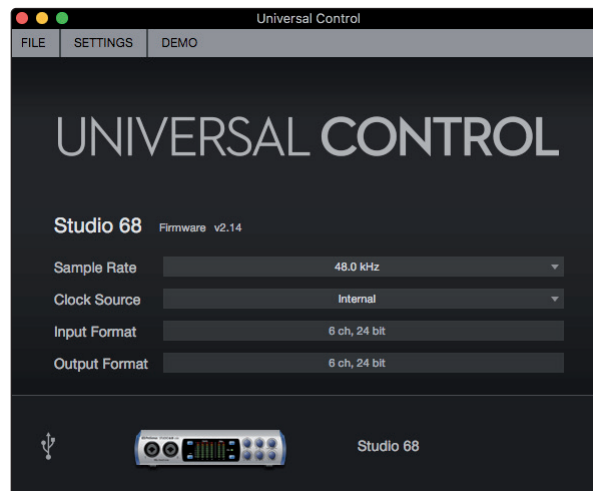 Universal Control
FILE SETTINGS DEMO
UNIVERSAL CONTROL
Studio 68 Firmware v2.14
Sample Rate 48.0 kHz
Clock Source Internal
Input Format 6 ch, 24 bit
Output Format 6 ch, 24 bit
Studio 68